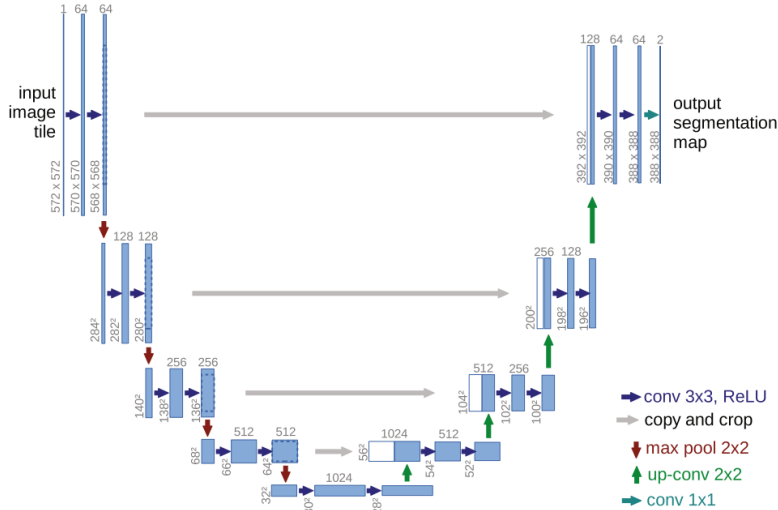 1 64 64
128 64 64 2
input
image
tile
output
segmentation
map
572 x 572
570 x 570
568 x 568
392 x 392
390 x 390
388 x 388
388 x 388
128 128
256 128
284²
282²
280²
200²
198²
196²
256 256
512 256
140²
138²
136²
104²
102²
100²
conv 3x3, ReLU
copy and crop
max pool 2x2
up-conv 2x2
conv 1x1
512 512
1024 512
68²
66²
64²
56²
54²
52²
1024
32²